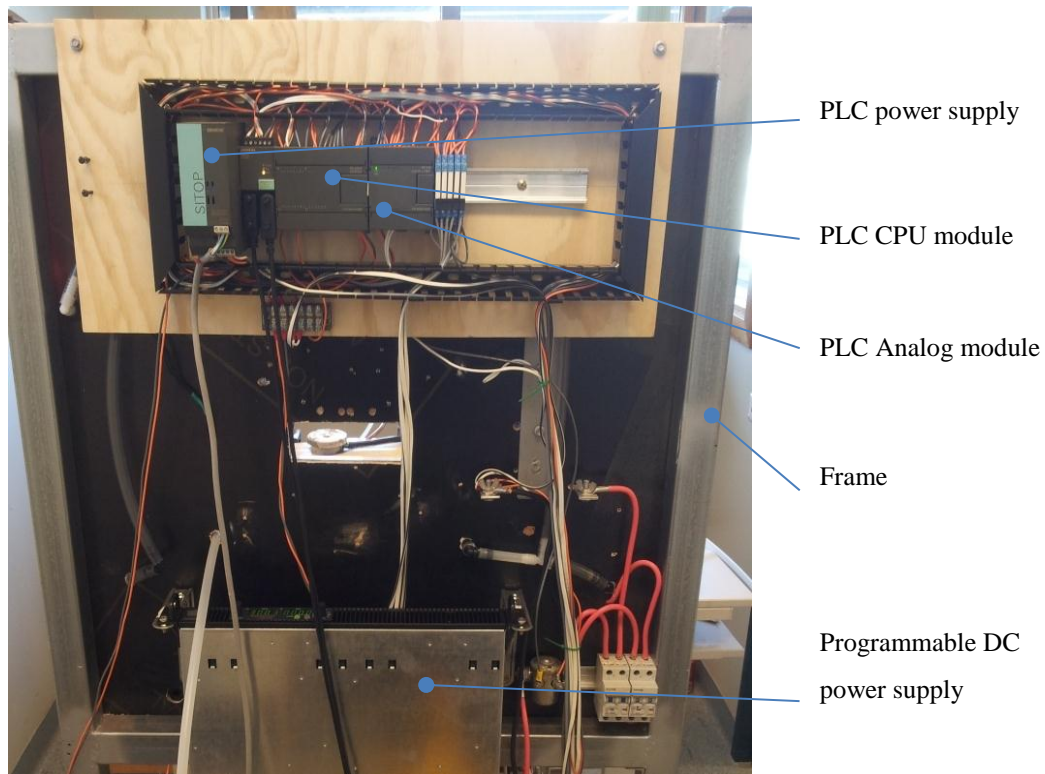 PLC power supply
SITOP
PLC CPU module
PLC Analog module
Frame
Programmable DC
power supply